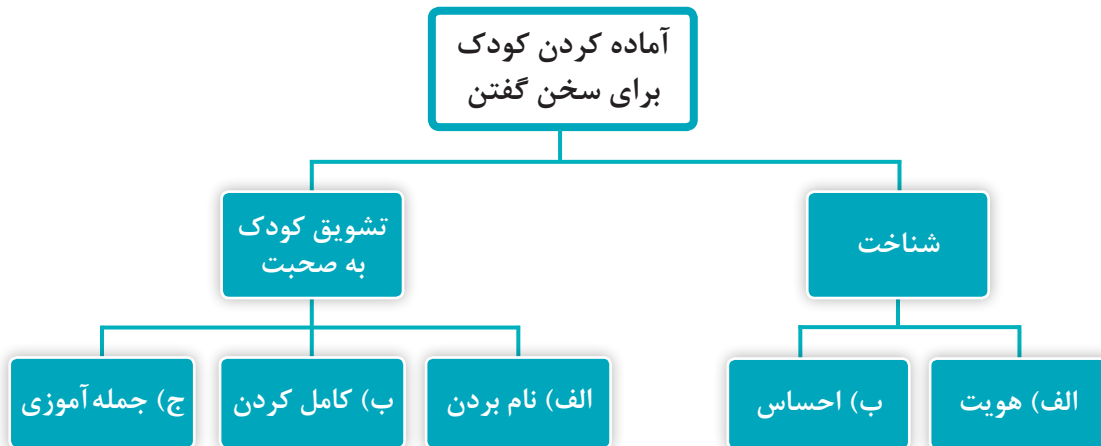 آماده کردن کودک
برای سخن گفتن
شناخت
تشویق کودک
به صحبت
الف) هویت
ب) احساس
الف) نام بردن
ب) کامل کردن
ج) جمله آموزی